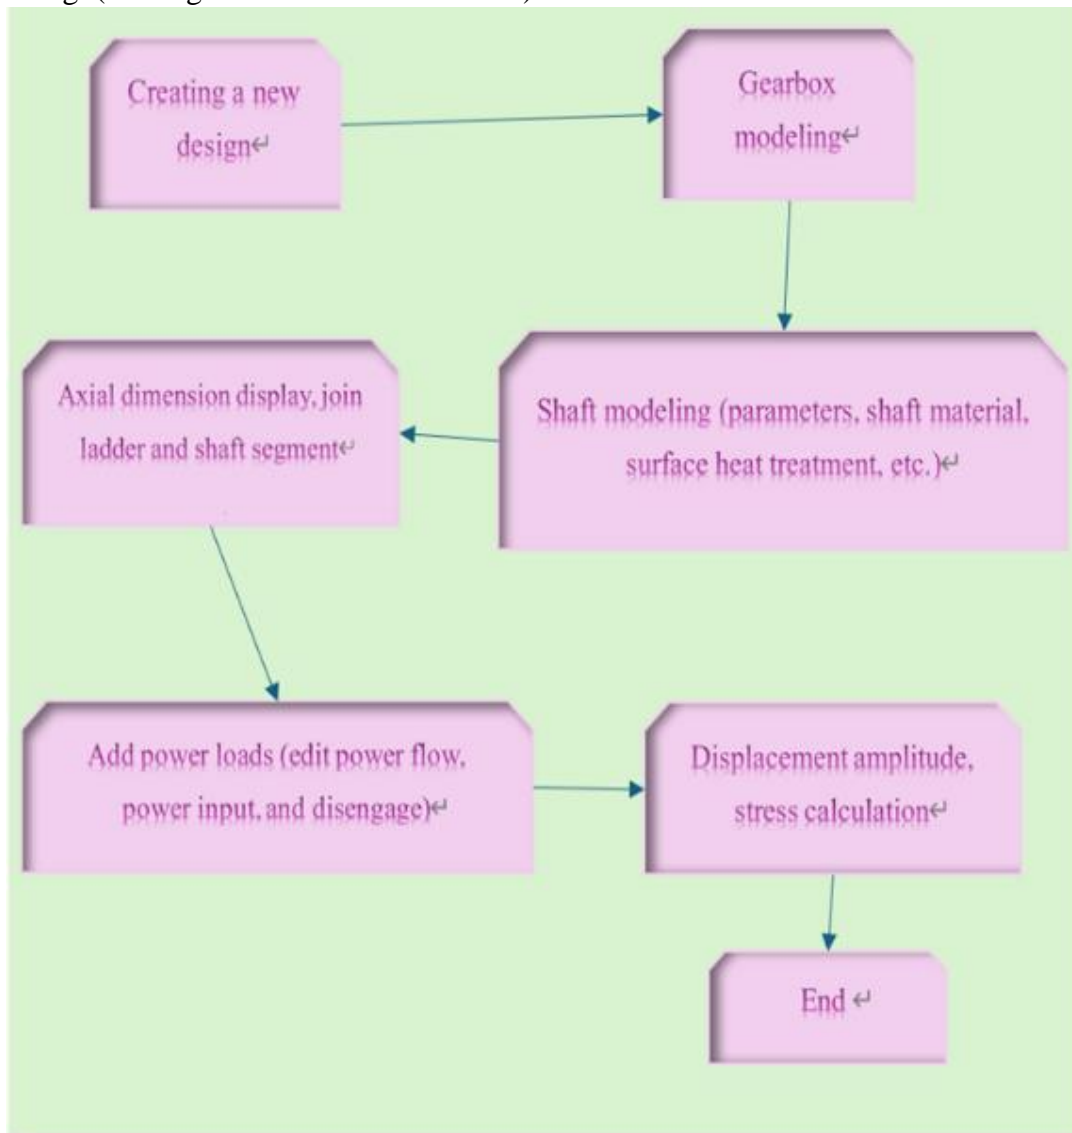 Creating a new
design↵
Gearbox
modeling↵
Shaft modeling (parameters, shaft material,
surface heat treatment, etc.)↵
Axial dimension display, join
ladder and shaft segment↵
Add power loads (edit power flow,
power input, and disengage)↵
Displacement amplitude,
stress calculation↵
End ↵